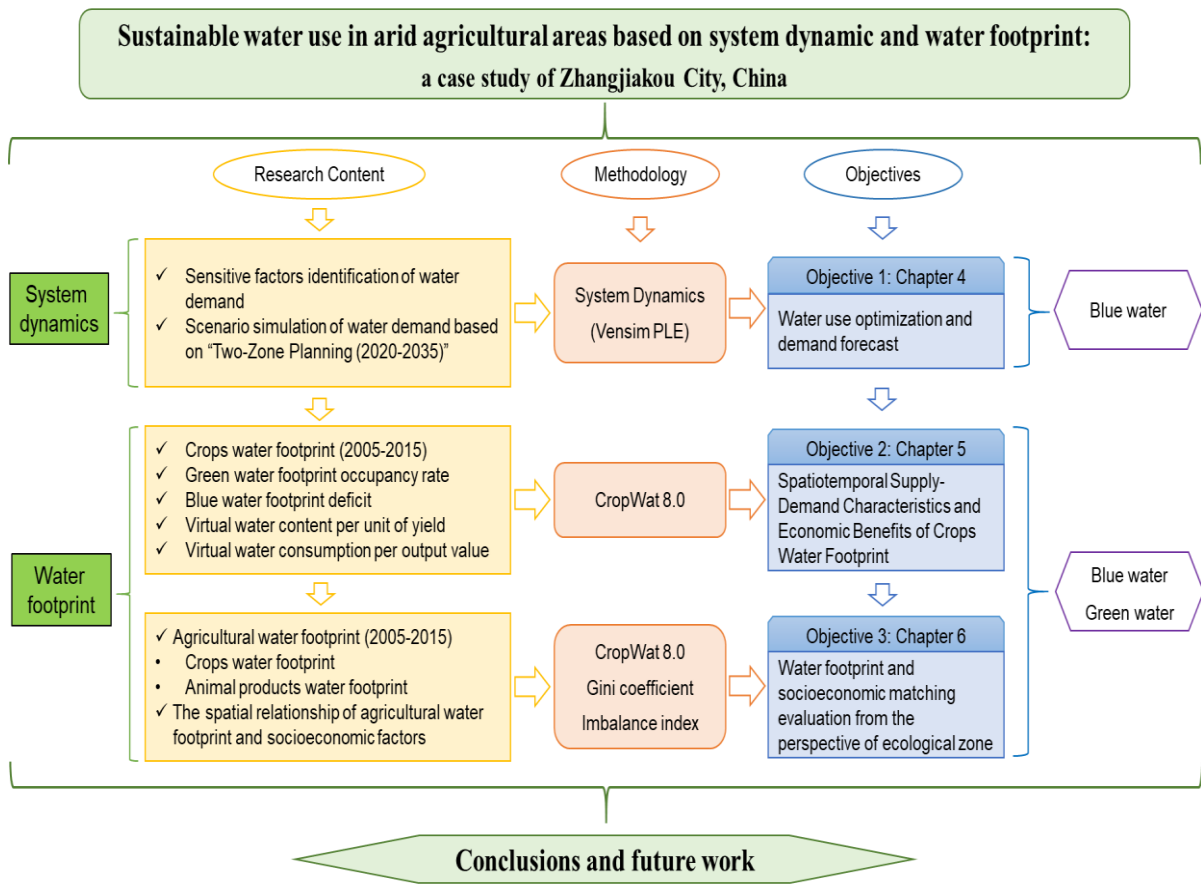 Sustainable water use in arid agricultural areas based on system dynamic and water footprint:
a case study of Zhangjiakou City, China
Research Content
Methodology
Objectives
System
dynamics
✓ Sensitive factors identification of water
demand
✓ Scenario simulation of water demand based
on “Two-Zone Planning (2020-2035)”
System Dynamics
(Vensim PLE)
Objective 1: Chapter 4
Water use optimization and
demand forecast
Blue water
Water
footprint
✓ Crops water footprint (2005-2015)
✓ Green water footprint occupancy rate
✓ Blue water footprint deficit
✓ Virtual water content per unit of yield
✓ Virtual water consumption per output value
CropWat 8.0
Objective 2: Chapter 5
Spatiotemporal Supply-
Demand Characteristics and
Economic Benefits of Crops
Water Footprint
Blue water
Green water
✓ Agricultural water footprint (2005-2015)
• Crops water footprint
• Animal products water footprint
✓ The spatial relationship of agricultural water
footprint and socioeconomic factors
CropWat 8.0
Gini coefficient
Imbalance index
Objective 3: Chapter 6
Water footprint and
socioeconomic matching
evaluation from the
perspective of ecological zone
Conclusions and future work